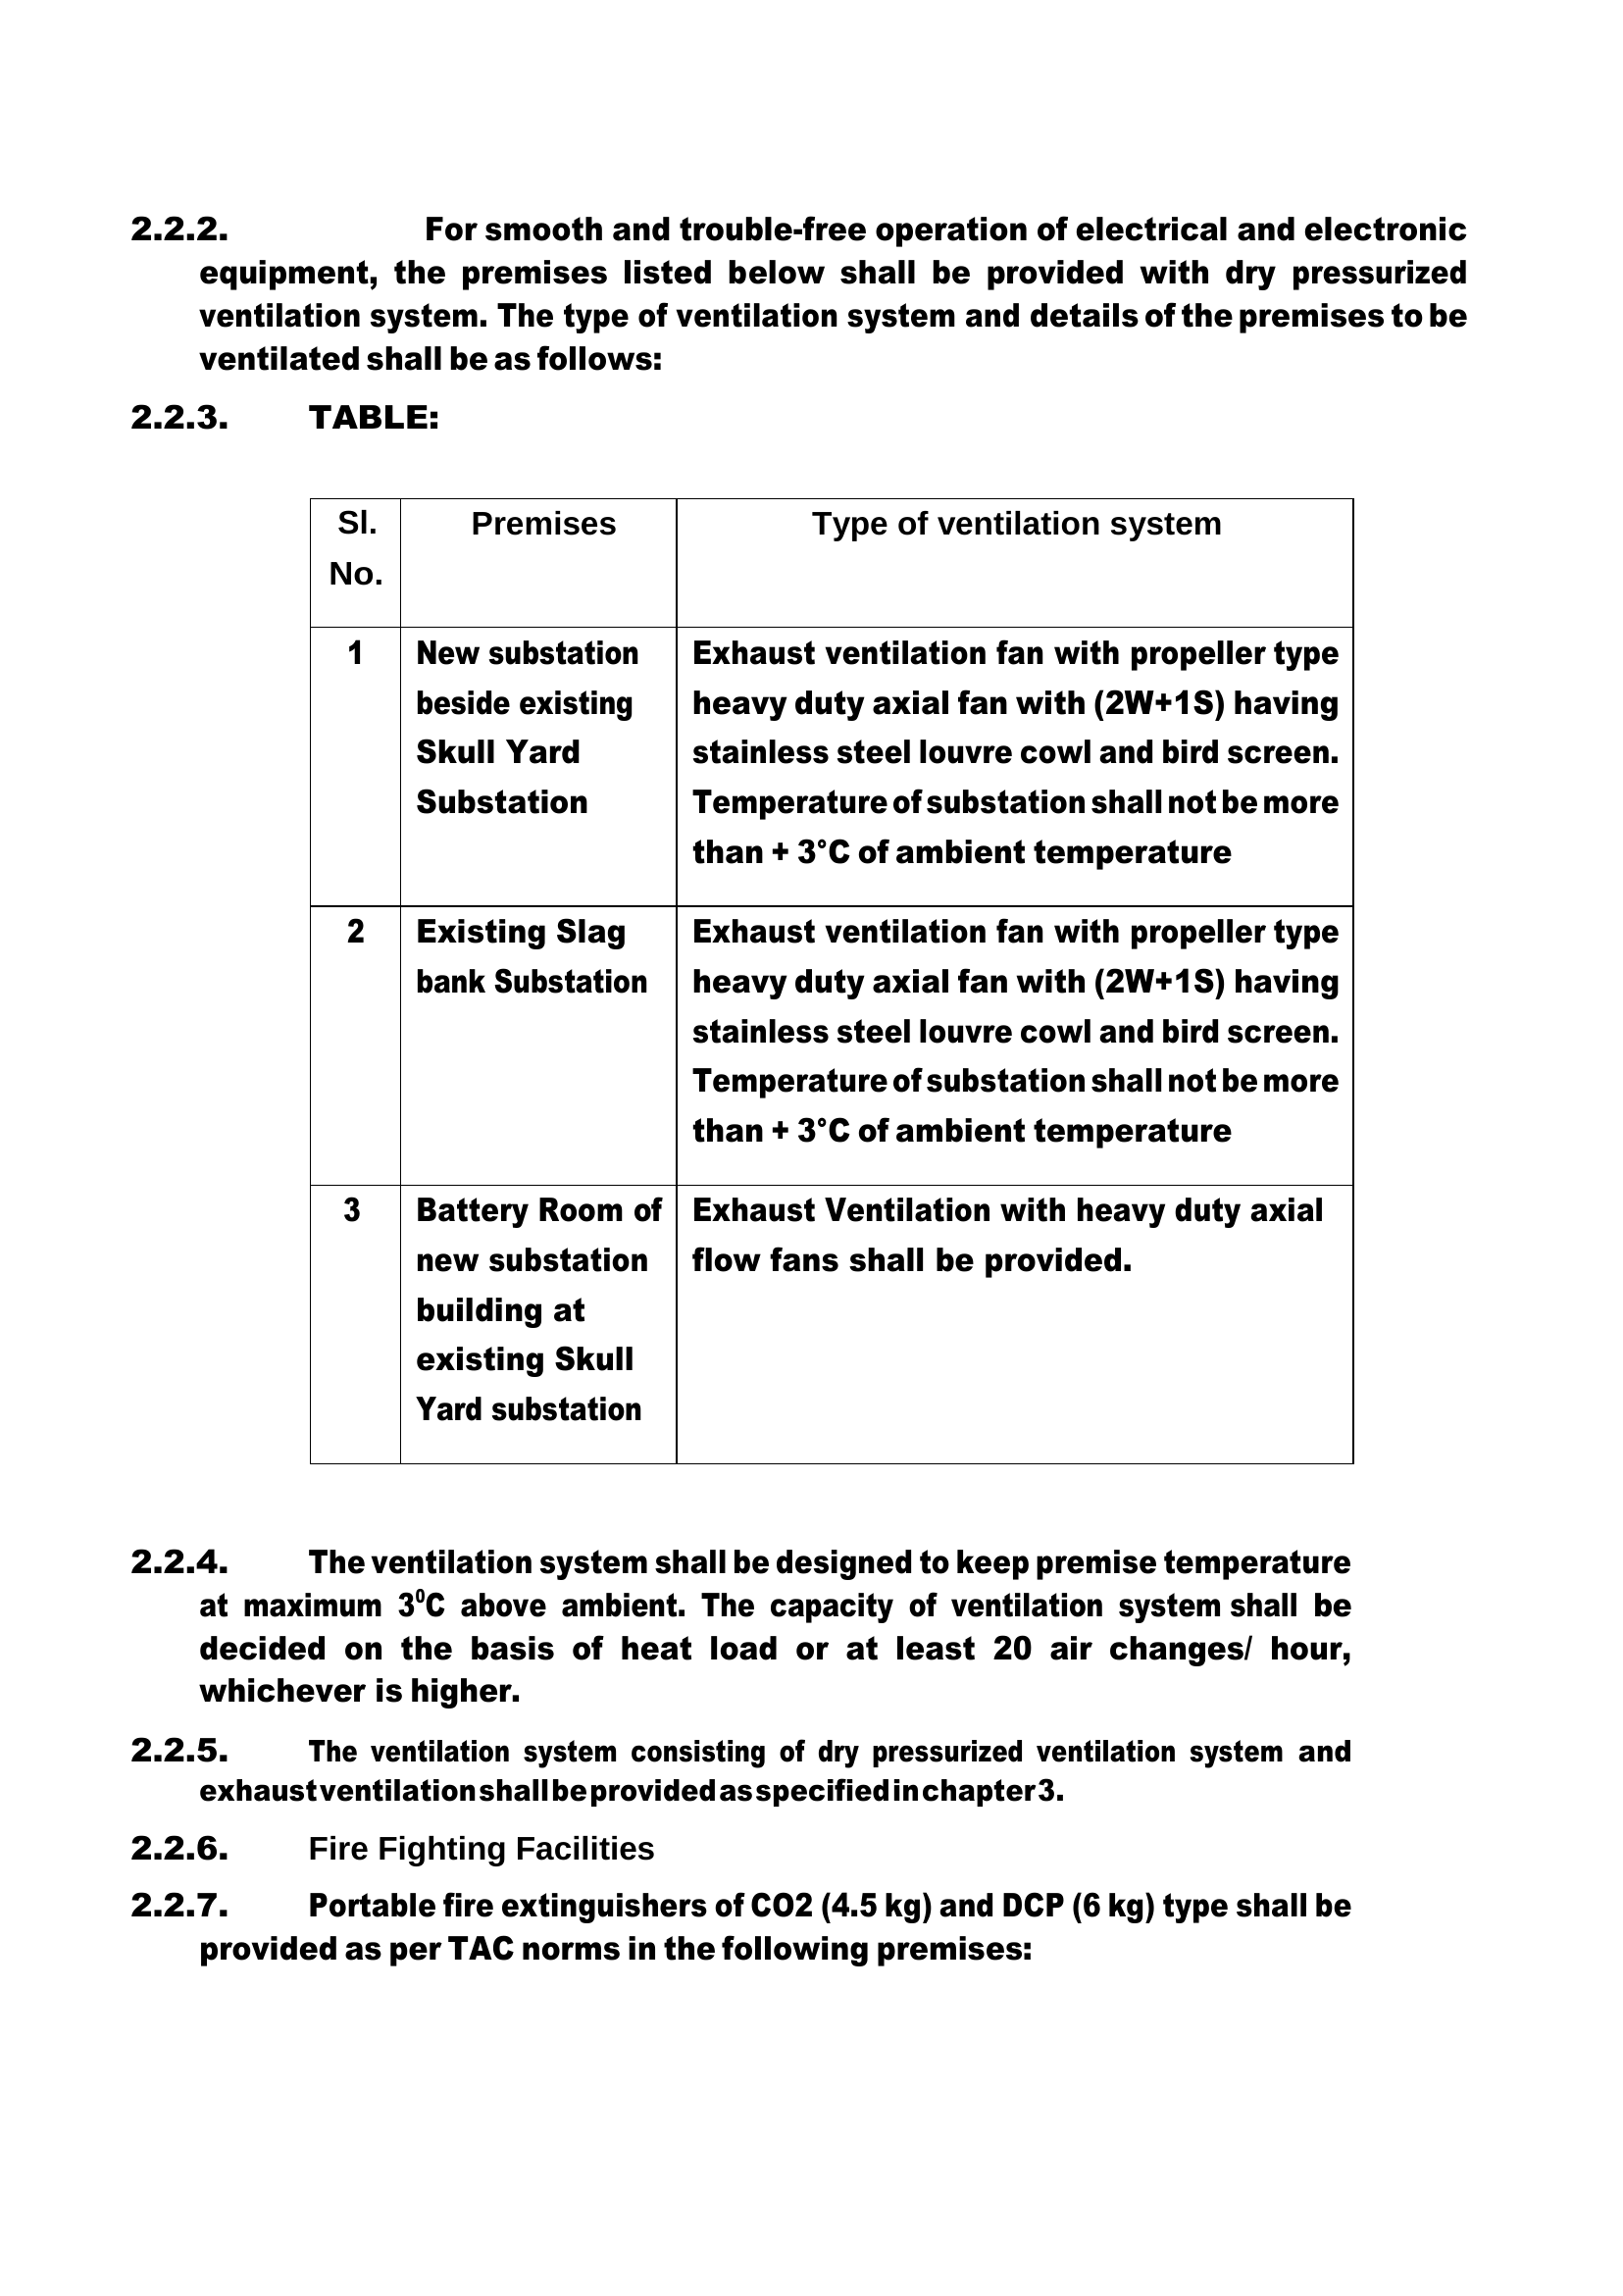 2.2.2. For smooth and trouble-free operation of electrical and electronic
equipment, the premises listed below shall be provided with dry pressurized
ventilation system. The type of ventilation system and details of the premises to be
ventilated shall be as follows:
2.2.3. TABLE:
Sl.
No.
Premises
Type of ventilation system
1
New substation
beside existing
Skull Yard
Substation
Exhaust ventilation fan with propeller type
heavy duty axial fan with (2W+1S) having
stainless steel louvre cowl and bird screen.
Temperature of substation shall not be more
than + 3°C of ambient temperature
2
Existing Slag
bank Substation
Exhaust ventilation fan with propeller type
heavy duty axial fan with (2W+1S) having
stainless steel louvre cowl and bird screen.
Temperature of substation shall not be more
than + 3°C of ambient temperature
3
Battery Room of
new substation
building at
existing Skull
Yard substation
Exhaust Ventilation with heavy duty axial
flow fans shall be provided.
2.2.4. The ventilation system shall be designed to keep premise temperature
at maximum 3⁰C above ambient. The capacity of ventilation system shall be
decided on the basis of heat load or at least 20 air changes/ hour,
whichever is higher.
2.2.5. The ventilation system consisting of dry pressurized ventilation system and
exhaust ventilation shall be provided as specified in chapter 3.
2.2.6. Fire Fighting Facilities
2.2.7. Portable fire extinguishers of CO2 (4.5 kg) and DCP (6 kg) type shall be
provided as per TAC norms in the following premises: